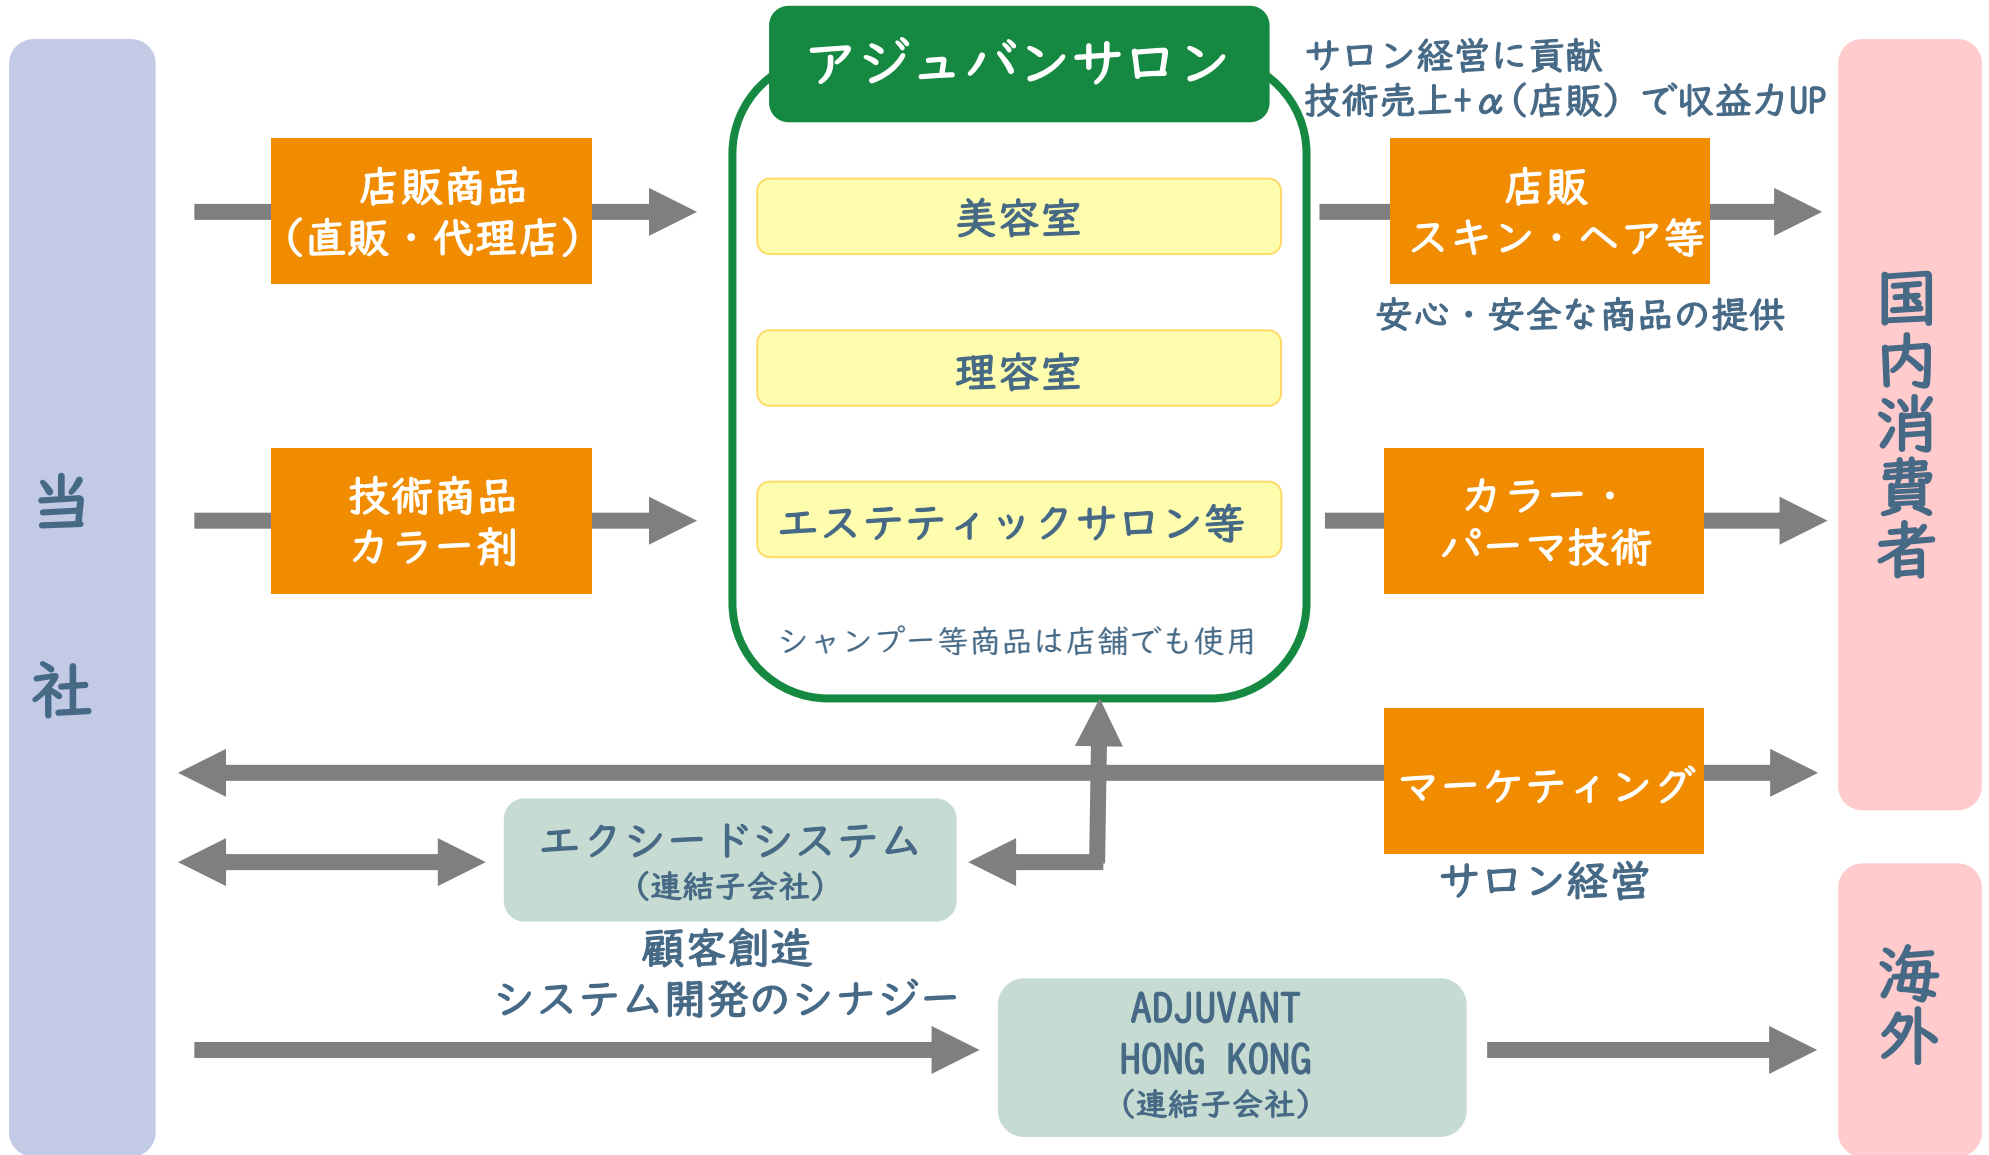 当社
店販商品
（直販・代理店）
技術商品
カラー剤
アジュバンサロン
美容室
理容室
エステティックサロン等
シャンプー等商品は店舗でも使用
サロン経営に貢献
技術売上+α（店販）で収益力UP
店販
スキン・ヘア等
安心・安全な商品の提供
カラー・
パーマ技術
マーケティング
サロン経営
国内消費者
エクシードシステム
（連結子会社）
顧客創造
システム開発のシナジー
ADJUVANT
HONG KONG
（連結子会社）
海外